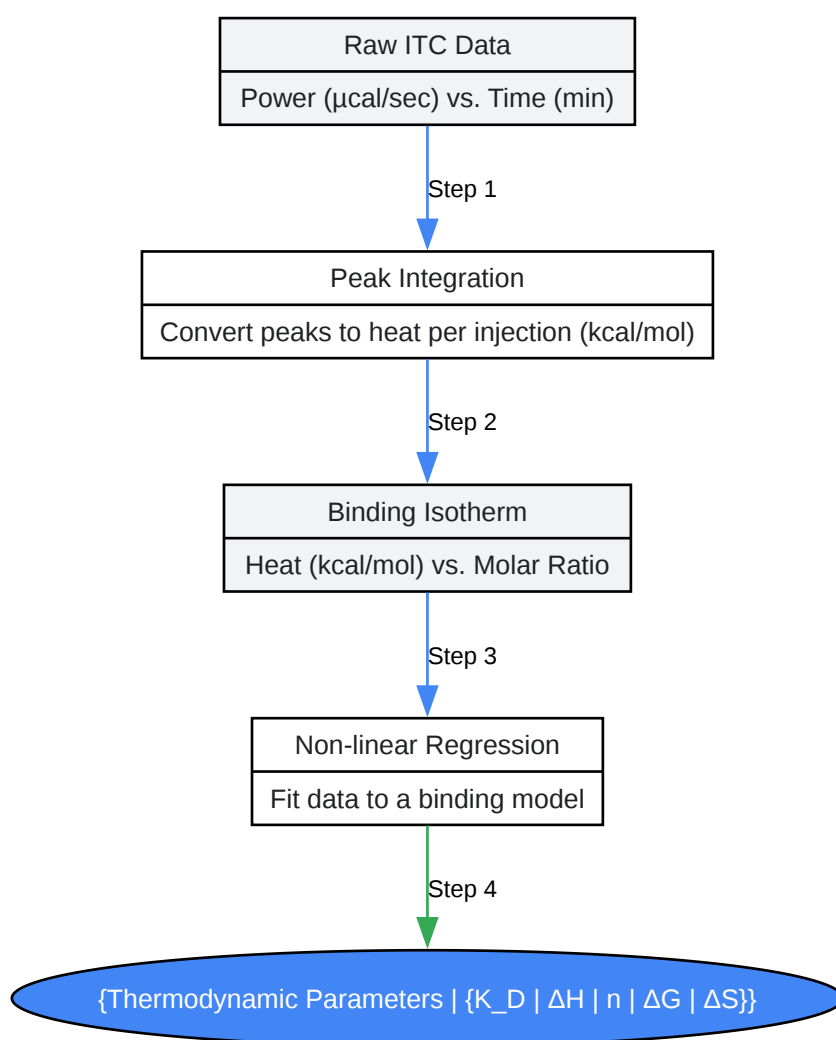 Raw ITC Data
Power (µcal/sec) vs. Time (min)
Step 1
Peak Integration
Convert peaks to heat per injection (kcal/mol)
Step 2
Binding Isotherm
Heat (kcal/mol) vs. Molar Ratio
Step 3
Non-linear Regression
Fit data to a binding model
Step 4
{Thermodynamic Parameters | {K_D | ΔH | n | ΔG | ΔS}}